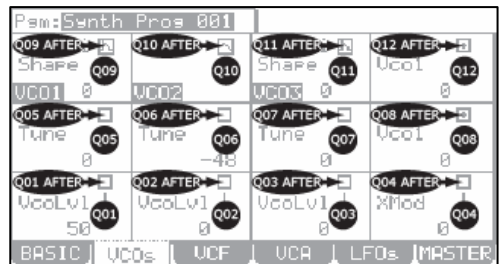 Pgm:Synth Prog 001
Q09 AFTER Q10 AFTER Q11 AFTER Q12 AFTER
Shape Q09 Q10 Shape Q11 Vco1 Q12
VCO1 0 VCO2 VCO3 0 0
Q05 AFTER Q06 AFTER Q07 AFTER Q08 AFTER
Tune Q05 Tune Q06 Tune Q07 Vco1 Q08
0 -48 0 0
Q01 AFTER Q02 AFTER Q03 AFTER Q04 AFTER
VcoLvl Q01 VcoLvl Q02 VcoLvl Q03 XMod Q04
50 0 0 0
BASIC VCOs VCF VCA LFOs MASTER